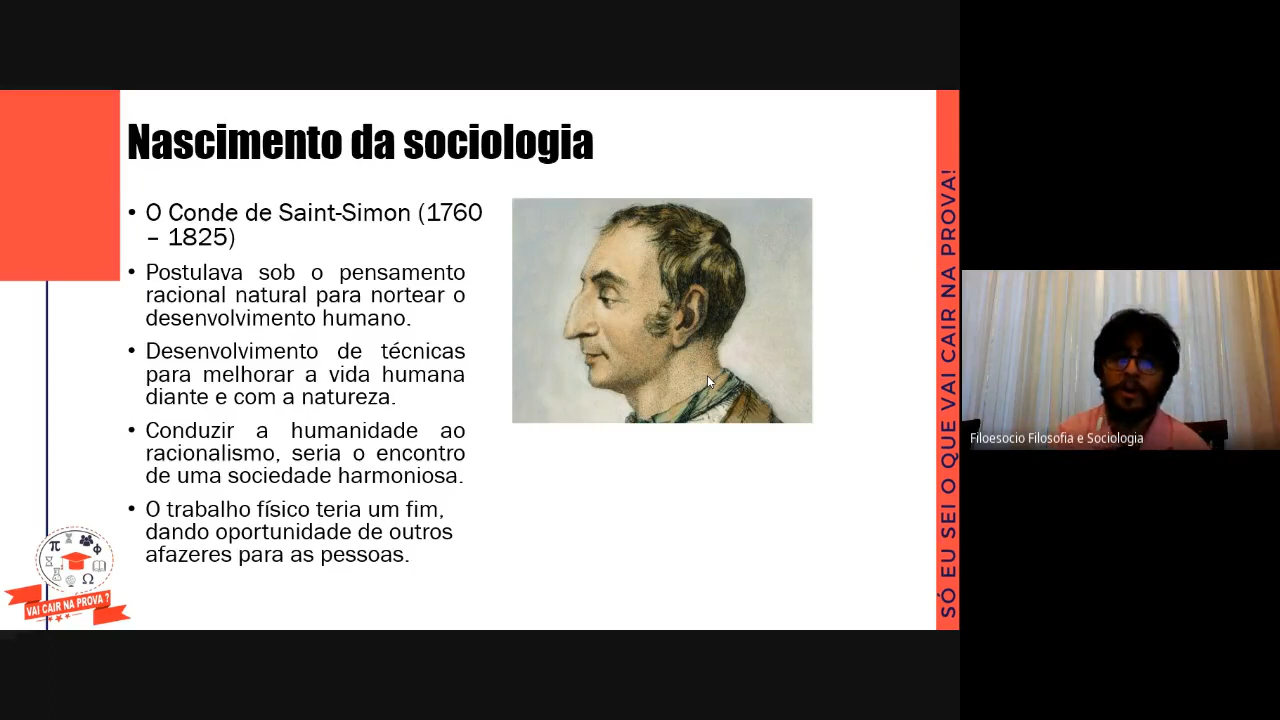 Nascimento da sociologia
• O Conde de Saint-Simon (1760
– 1825)
• Postulava sob o pensamento
racional natural para nortear o
desenvolvimento humano.
• Desenvolvimento de técnicas
para melhorar a vida humana
diante e com a natureza.
• Conduzir a humanidade ao
racionalismo, seria o encontro
de uma sociedade harmoniosa.
• O trabalho físico teria um fim,
dando oportunidade de outros
afazeres para as pessoas.
π
Φ
Ω
VAI CAIR NA PROVA ?
SÓ EU SEI O QUE VAI CAIR NA PROVA!
Filoesocio Filosofia e Sociologia